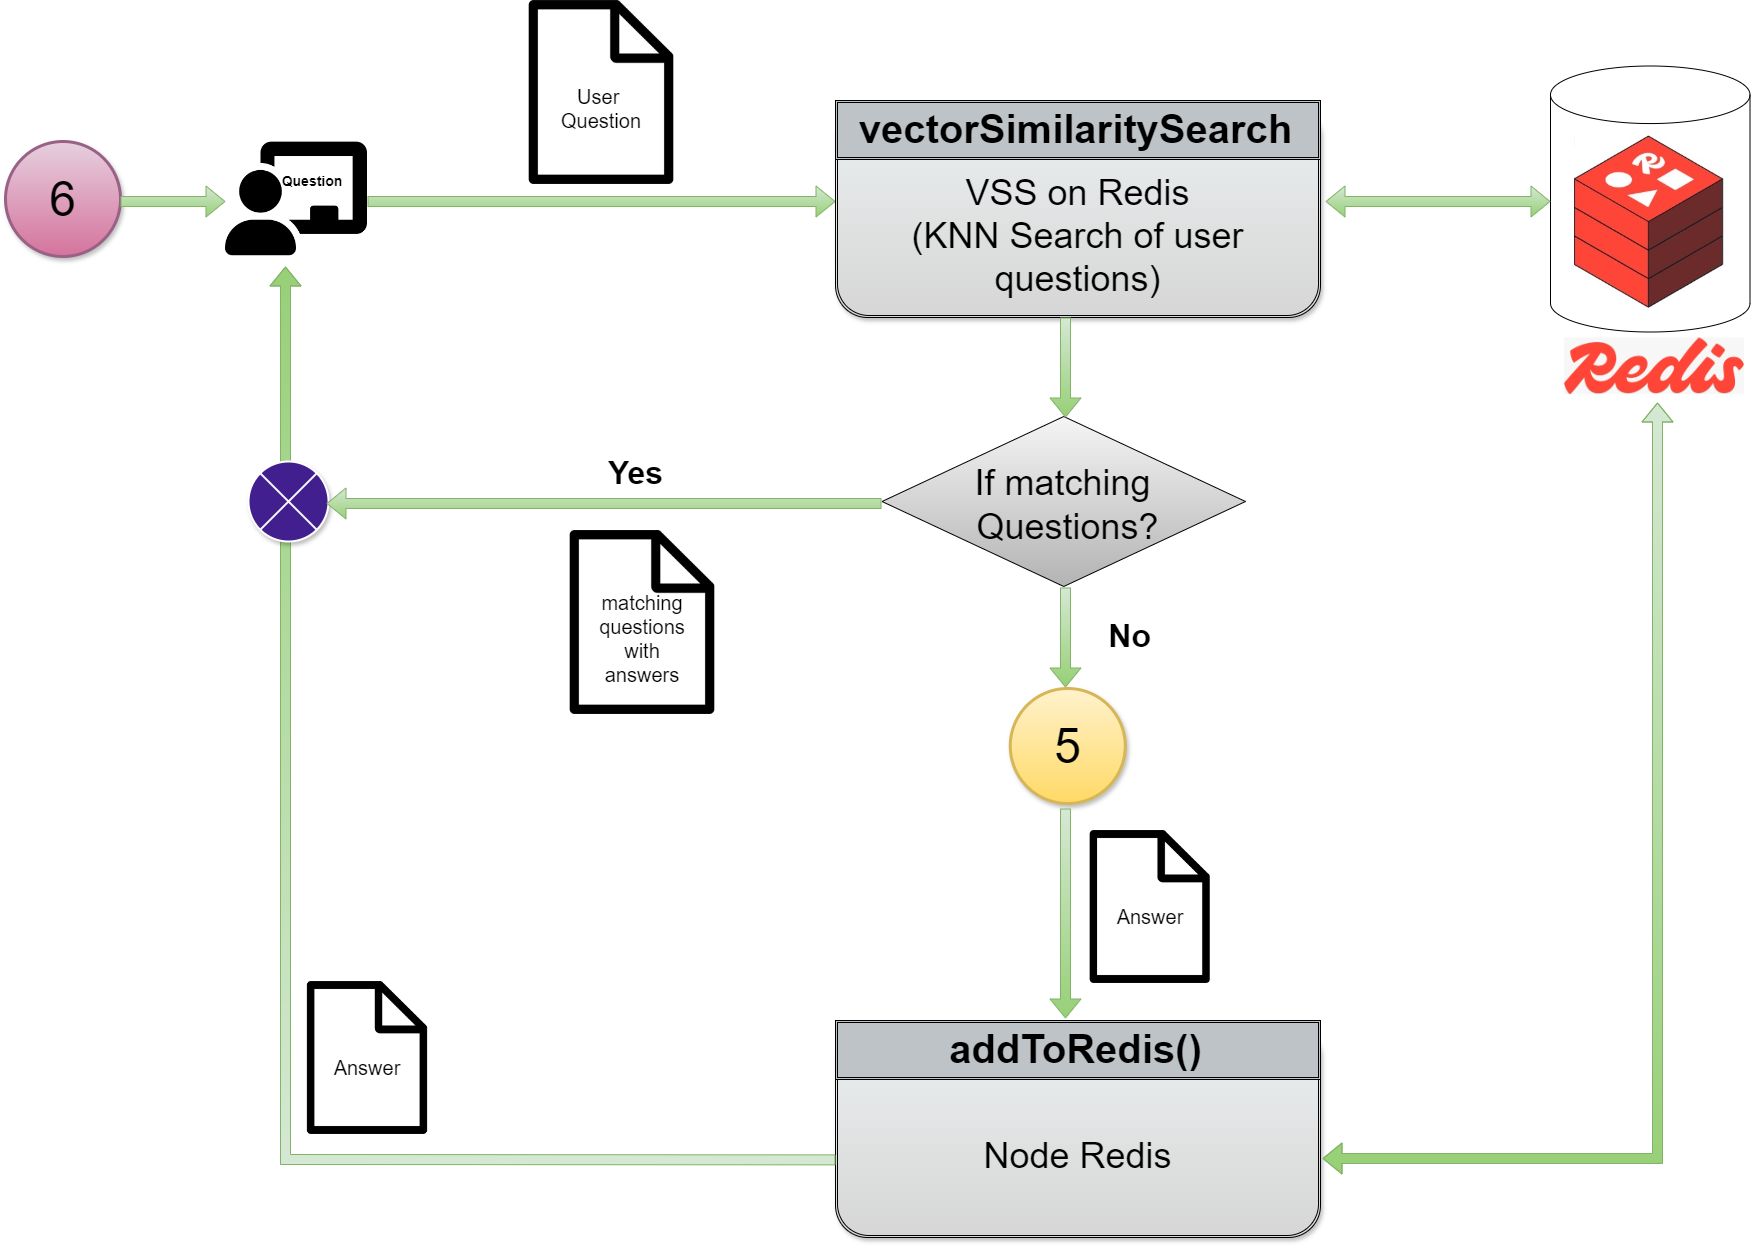 User
Question
6
Question
vectorSimilaritySearch
VSS on Redis
(KNN Search of user
questions)
R
Redis
Yes
If matching
Questions?
matching
questions
with
answers
No
5
Answer
Answer
addToRedis()
Node Redis